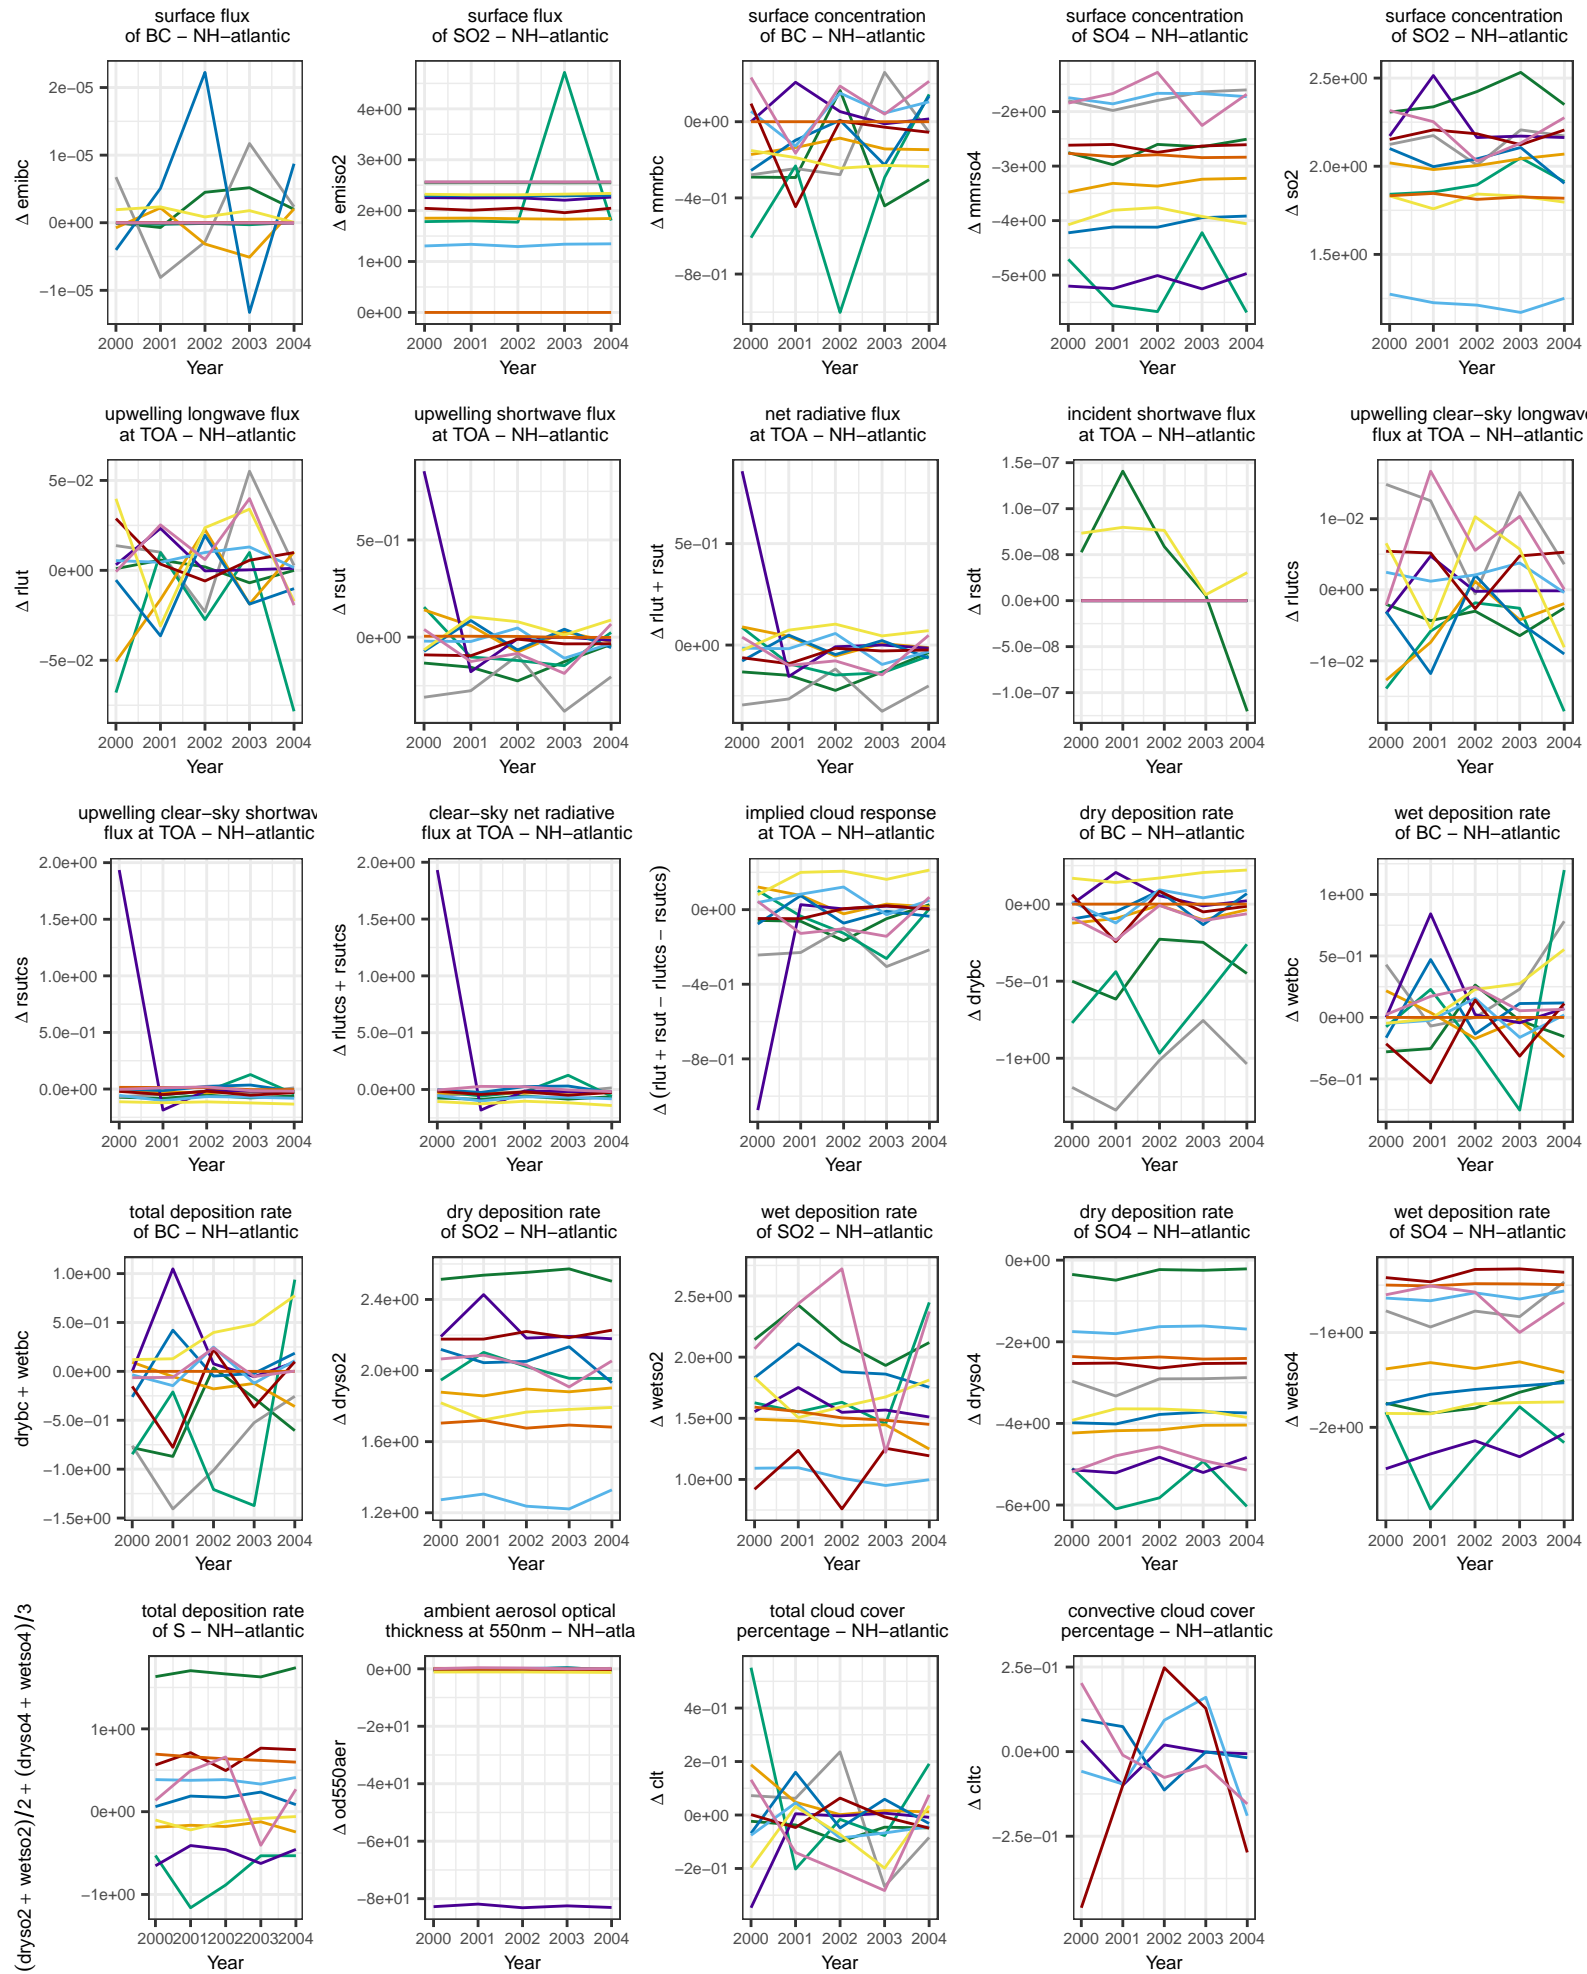 surface flux
of BC − NH−atlantic
Δ emibc
2e−05
1e−05
0e+00
−1e−05
2000 2001 2002 2003 2004
Year
surface flux
of SO2 − NH−atlantic
Δ emiso2
4e+00
3e+00
2e+00
1e+00
0e+00
2000 2001 2002 2003 2004
Year
surface concentration
of BC − NH−atlantic
Δ mmrbc
0e+00
−4e−01
−8e−01
2000 2001 2002 2003 2004
Year
surface concentration
of SO4 − NH−atlantic
Δ mmrso4
−2e+00
−3e+00
−4e+00
−5e+00
2000 2001 2002 2003 2004
Year
surface concentration
of SO2 − NH−atlantic
Δ so2
2.5e+00
2.0e+00
1.5e+00
2000 2001 2002 2003 2004
Year
upwelling longwave flux
at TOA − NH−atlantic
Δ rlut
5e−02
0e+00
−5e−02
2000 2001 2002 2003 2004
Year
upwelling shortwave flux
at TOA − NH−atlantic
Δ rsut
5e−01
0e+00
2000 2001 2002 2003 2004
Year
net radiative flux
at TOA − NH−atlantic
Δ rlut + rsut
5e−01
0e+00
2000 2001 2002 2003 2004
Year
incident shortwave flux
at TOA − NH−atlantic
Δ rsdt
1.5e−07
1.0e−07
5.0e−08
0.0e+00
−5.0e−08
−1.0e−07
2000 2001 2002 2003 2004
Year
upwelling clear−sky longwave
flux at TOA − NH−atlantic
Δ rlutcs
1e−02
0e+00
−1e−02
2000 2001 2002 2003 2004
Year
upwelling clear−sky shortwav
flux at TOA − NH−atlantic
Δ rsutcs
2.0e+00
1.5e+00
1.0e+00
5.0e−01
0.0e+00
2000 2001 2002 2003 2004
Year
clear−sky net radiative
flux at TOA − NH−atlantic
Δ rlutcs + rsutcs
2.0e+00
1.5e+00
1.0e+00
5.0e−01
0.0e+00
2000 2001 2002 2003 2004
Year
implied cloud response
at TOA − NH−atlantic
Δ (rlut + rsut − rlutcs − rsutcs)
0e+00
−4e−01
−8e−01
2000 2001 2002 2003 2004
Year
dry deposition rate
of BC − NH−atlantic
Δ drybc
0e+00
−5e−01
−1e+00
2000 2001 2002 2003 2004
Year
wet deposition rate
of BC − NH−atlantic
Δ wetbc
1e+00
5e−01
0e+00
−5e−01
2000 2001 2002 2003 2004
Year
total deposition rate
of BC − NH−atlantic
drybc + wetbc
1.0e+00
5.0e−01
0.0e+00
−5.0e−01
−1.0e+00
−1.5e+00
2000 2001 2002 2003 2004
Year
dry deposition rate
of SO2 − NH−atlantic
Δ dryso2
2.4e+00
2.0e+00
1.6e+00
1.2e+00
2000 2001 2002 2003 2004
Year
wet deposition rate
of SO2 − NH−atlantic
Δ wetso2
2.5e+00
2.0e+00
1.5e+00
1.0e+00
2000 2001 2002 2003 2004
Year
dry deposition rate
of SO4 − NH−atlantic
Δ dryso4
0e+00
−2e+00
−4e+00
−6e+00
2000 2001 2002 2003 2004
Year
wet deposition rate
of SO4 − NH−atlantic
Δ wetso4
−1e+00
−2e+00
2000 2001 2002 2003 2004
Year
total deposition rate
of S − NH−atlantic
(dryso2 + wetso2)/2 + (dryso4 + wetso4)/3
1e+00
0e+00
−1e+00
2000 2001 2002 2003 2004
Year
ambient aerosol optical
thickness at 550nm − NH−atla
Δ od550aer
0e+00
−2e+01
−4e+01
−6e+01
−8e+01
2000 2001 2002 2003 2004
Year
total cloud cover
percentage − NH−atlantic
Δ clt
4e−01
2e−01
0e+00
−2e−01
2000 2001 2002 2003 2004
Year
convective cloud cover
percentage − NH−atlantic
Δ cltc
2.5e−01
0.0e+00
−2.5e−01
2000 2001 2002 2003 2004
Year